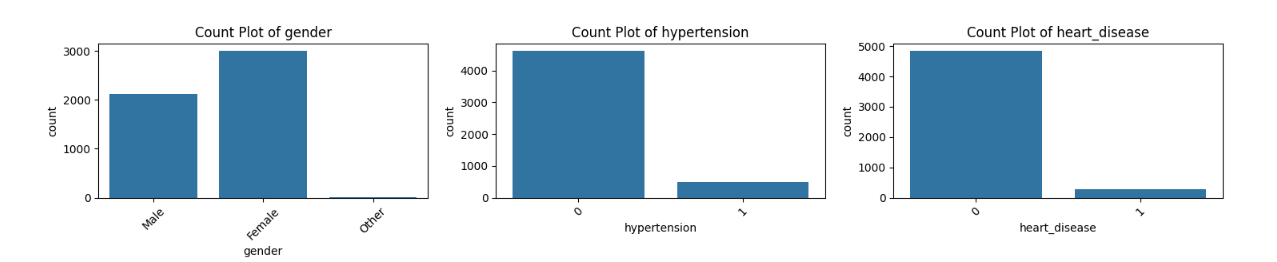 Count Plot of gender
3000
2000
1000
0
count
Male
Female
Other
gender
Count Plot of hypertension
4000
3000
2000
1000
0
count
0
1
hypertension
Count Plot of heart_disease
5000
4000
3000
2000
1000
0
count
0
1
heart_disease